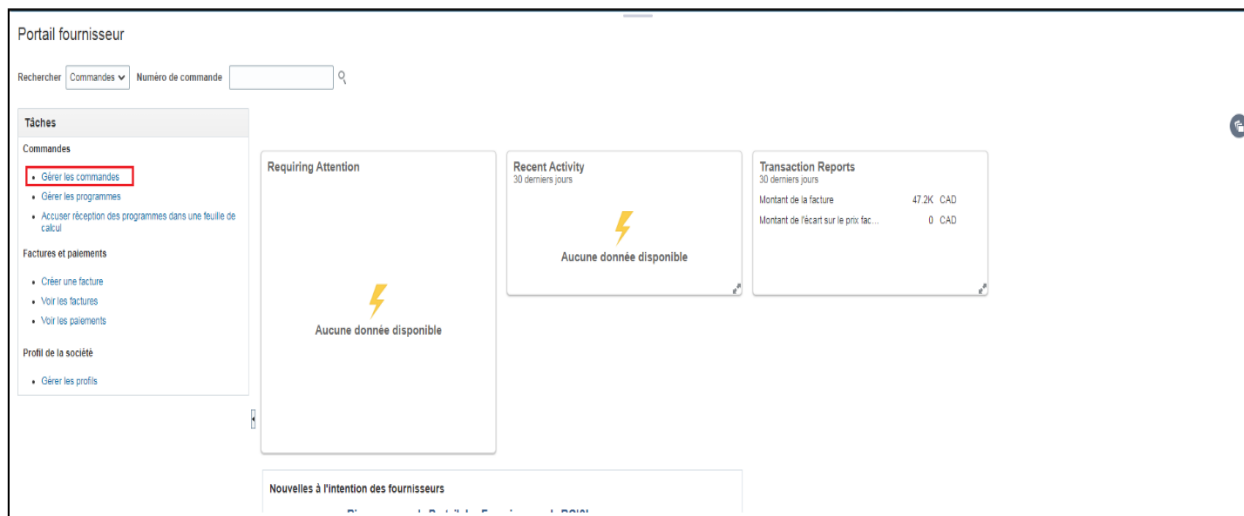 Portail fournisseur
Rechercher Commandes Numéro de commande
Tâches
Commandes
Gérer les commandes
Gérer les programmes
Accuser réception des programmes dans une feuille de
calcul
Factures et paiements
Créer une facture
Voir les factures
Voir les paiements
Profil de la société
Gérer les profils
Requiring Attention
Aucune donnée disponible
Recent Activity
30 derniers jours
Aucune donnée disponible
Transaction Reports
30 derniers jours
Montant de la facture 47.2K CAD
Montant de l'écart sur le prix fac... 0 CAD
Nouvelles à l'intention des fournisseurs